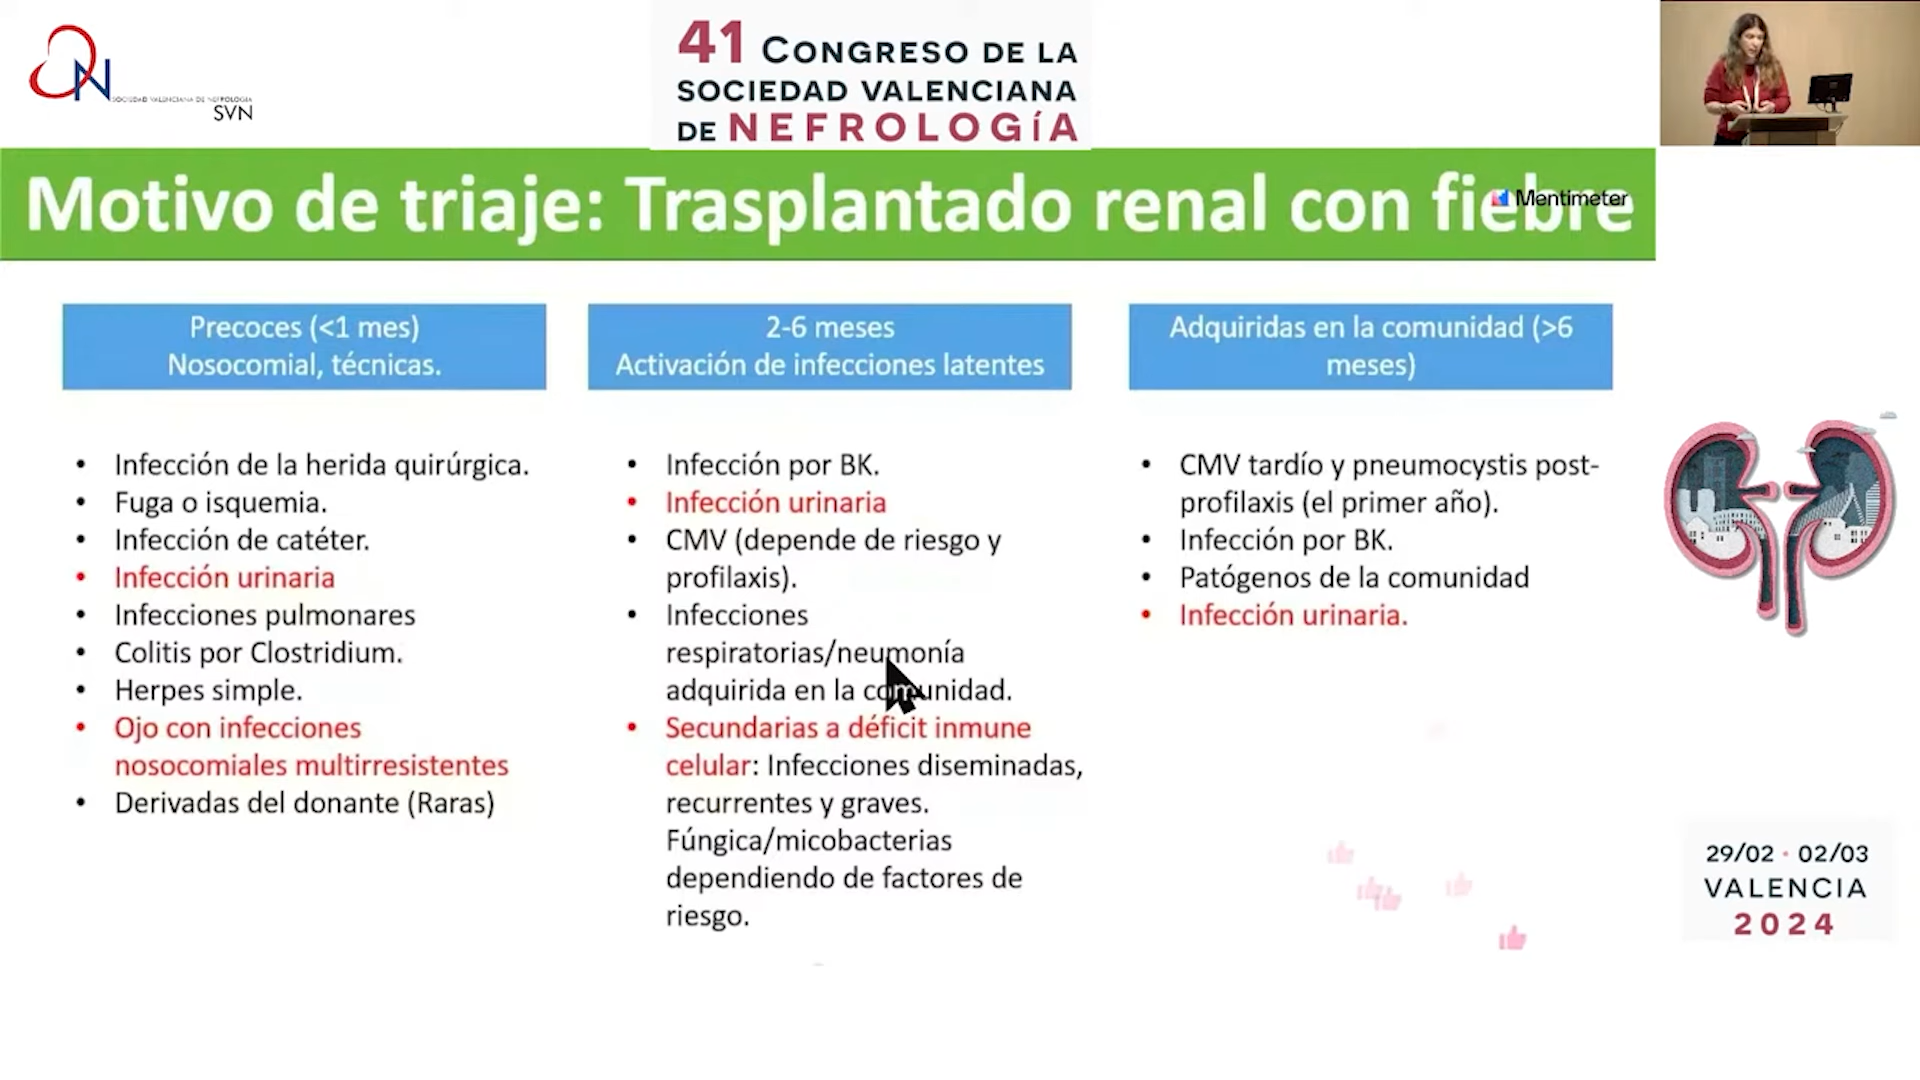 SOCIEDAD VALENCIANA DE NEFROLOGÍA
SVN
41 CONGRESO DE LA
SOCIEDAD VALENCIANA
DE NEFROLOGíA
Motivo de triaje: Trasplantado renal con fiebre
Mentimeter
Precoces (<1 mes)
Nosocomial, técnicas.
• Infección de la herida quirúrgica.
• Fuga o isquemia.
• Infección de catéter.
• Infección urinaria
• Infecciones pulmonares
• Colitis por Clostridium.
• Herpes simple.
• Ojo con infecciones
nosocomiales multirresistentes
• Derivadas del donante (Raras)
2-6 meses
Activación de infecciones latentes
• Infección por BK.
• Infección urinaria
• CMV (depende de riesgo y
profilaxis).
• Infecciones
respiratorias/neumonía
adquirida en la comunidad.
• Secundarias a déficit inmune
celular: Infecciones diseminadas,
recurrentes y graves.
Fúngica/micobacterias
dependiendo de factores de
riesgo.
Adquiridas en la comunidad (>6
meses)
• CMV tardío y pneumocystis post-
profilaxis (el primer año).
• Infección por BK.
• Patógenos de la comunidad
• Infección urinaria.
29/02 · 02/03
VALENCIA
2024